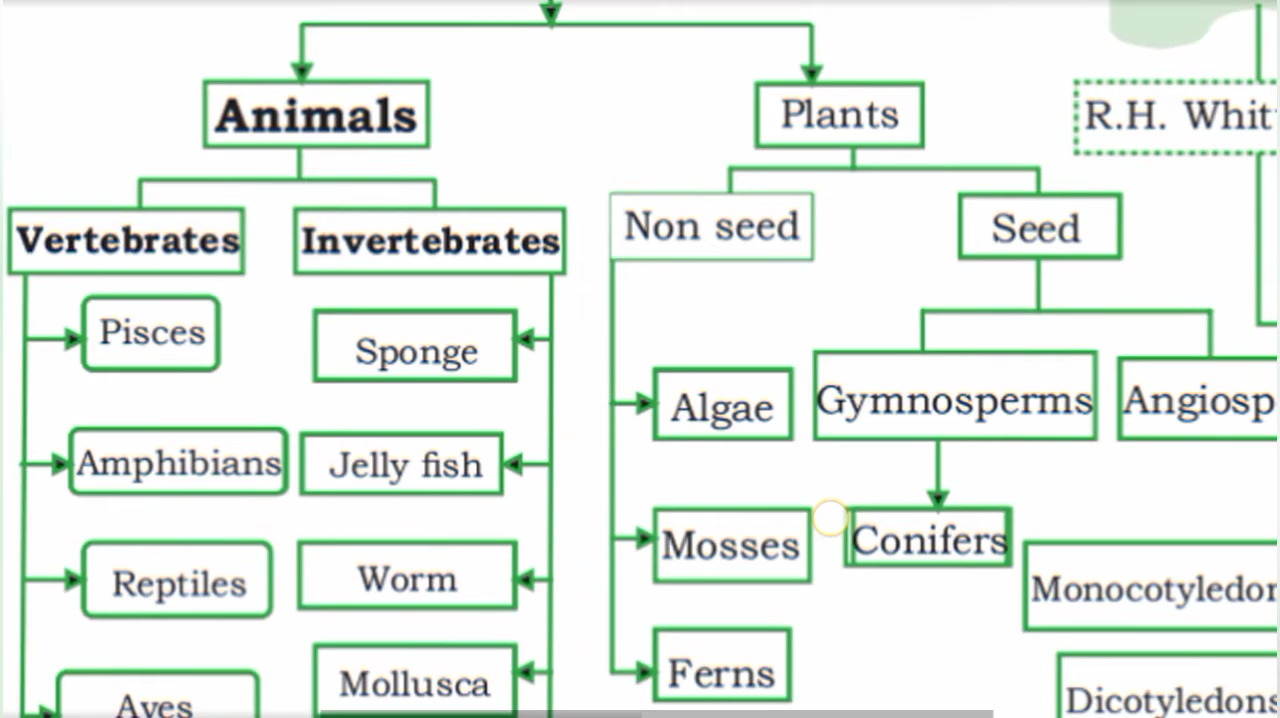 Animals
Plants
R.H. Whit
Vertebrates
Invertebrates
Non seed
Seed
Pisces
Sponge
Algae
Gymnosperms
Angiosp
Amphibians
Jelly fish
Mosses
Conifers
Reptiles
Worm
Monocotyledon
Ferns
Mollusca
Aves
Dicotyledons